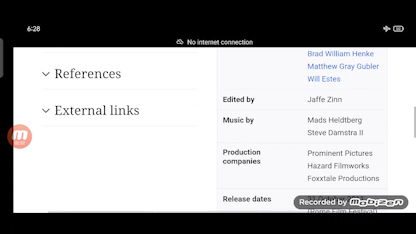 6:28
No internet connection
Brad William Henke
Matthew Gray Gubler
Will Estes
References
External links
Edited by
Jaffe Zinn
Music by
Mads Heldtberg
Steve Damstra II
Production
companies
Prominent Pictures
Hazard Filmworks
Foxxtale Productions
Release dates
Recorded by Mobizen